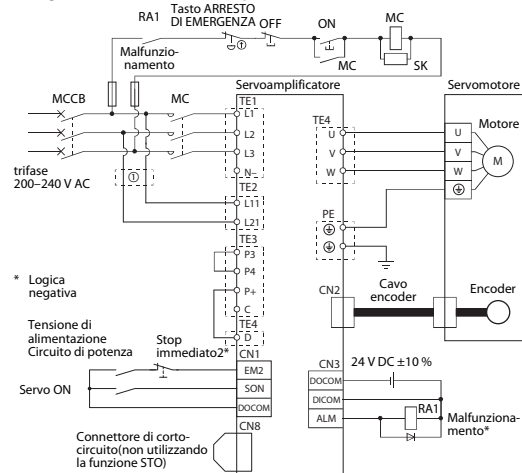 RA1
Tasto ARRESTO
DI EMERGENZA
OFF
ON
MC
①
Malfunzio-
namento
MC
SK
Servoamplificatore
Servomotore
MCCB
MC
TE1
L1
L2
L3
N−
trifase
200–240 V AC
①
TE4
U
V
W
Motore
U
V
W
M
TE2
L11
L21
PE
TE3
P3
P4
P+
C
* Logica
negativa
TE4
D
CN2
Cavo
encoder
Encoder
Tensione di
alimentazione
Circuito di potenza
Stop
immediato2*
Servo ON
CN1
EM2
SON
DOCOM
CN3
24 V DC ±10 %
DOCOM
DICOM
ALM
RA1
Malfunziona-
mento*
CN8
Connettore di corto-
circuito(non utilizzando
la funzione STO)